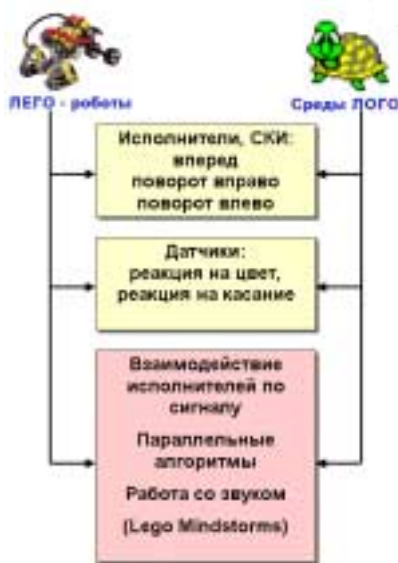 ЛЕГО - роботы
Среды ЛОГО
Исполнители, СКИ:
вперед
поворот вправо
поворот влево
Датчики:
реакция на цвет,
реакция на касание
Взаимодействие
исполнителей по
сигналу
Параллельные
алгоритмы
Работа со звуком
(Lego Mindstorms)